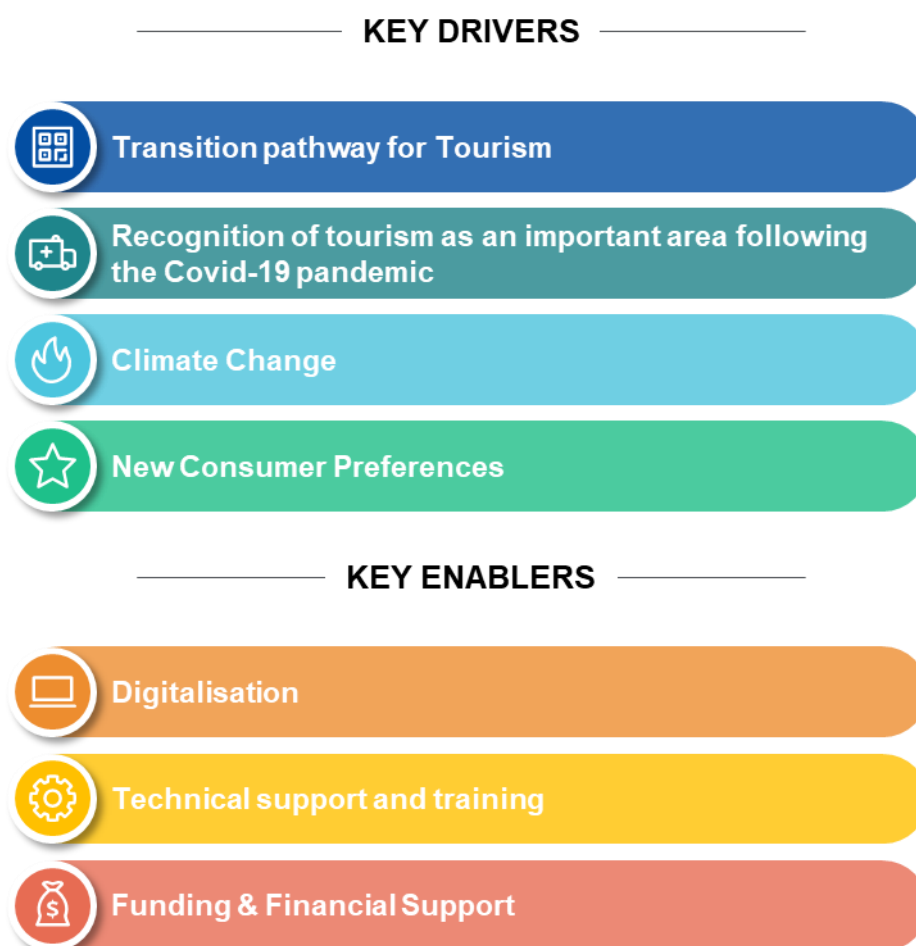 KEY DRIVERS
Transition pathway for Tourism
Recognition of tourism as an important area following
the Covid-19 pandemic
Climate Change
New Consumer Preferences
KEY ENABLERS
Digitalisation
Technical support and training
Funding & Financial Support